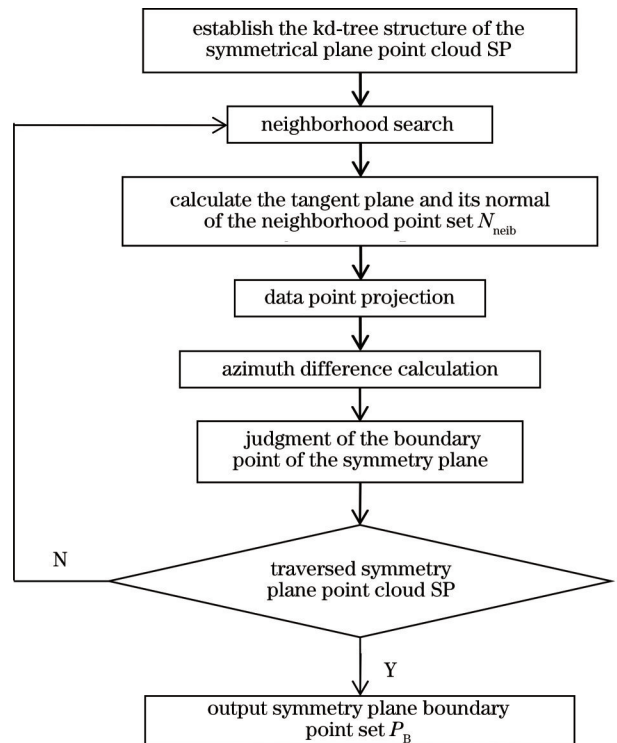 establish the kd-tree structure of the
symmetrical plane point cloud SP
neighborhood search
calculate the tangent plane and its normal
of the neighborhood point set N_neib
data point projection
azimuth difference calculation
judgment of the boundary
point of the symmetry plane
N
traversed symmetry
plane point cloud SP
Y
output symmetry plane boundary
point set P_B